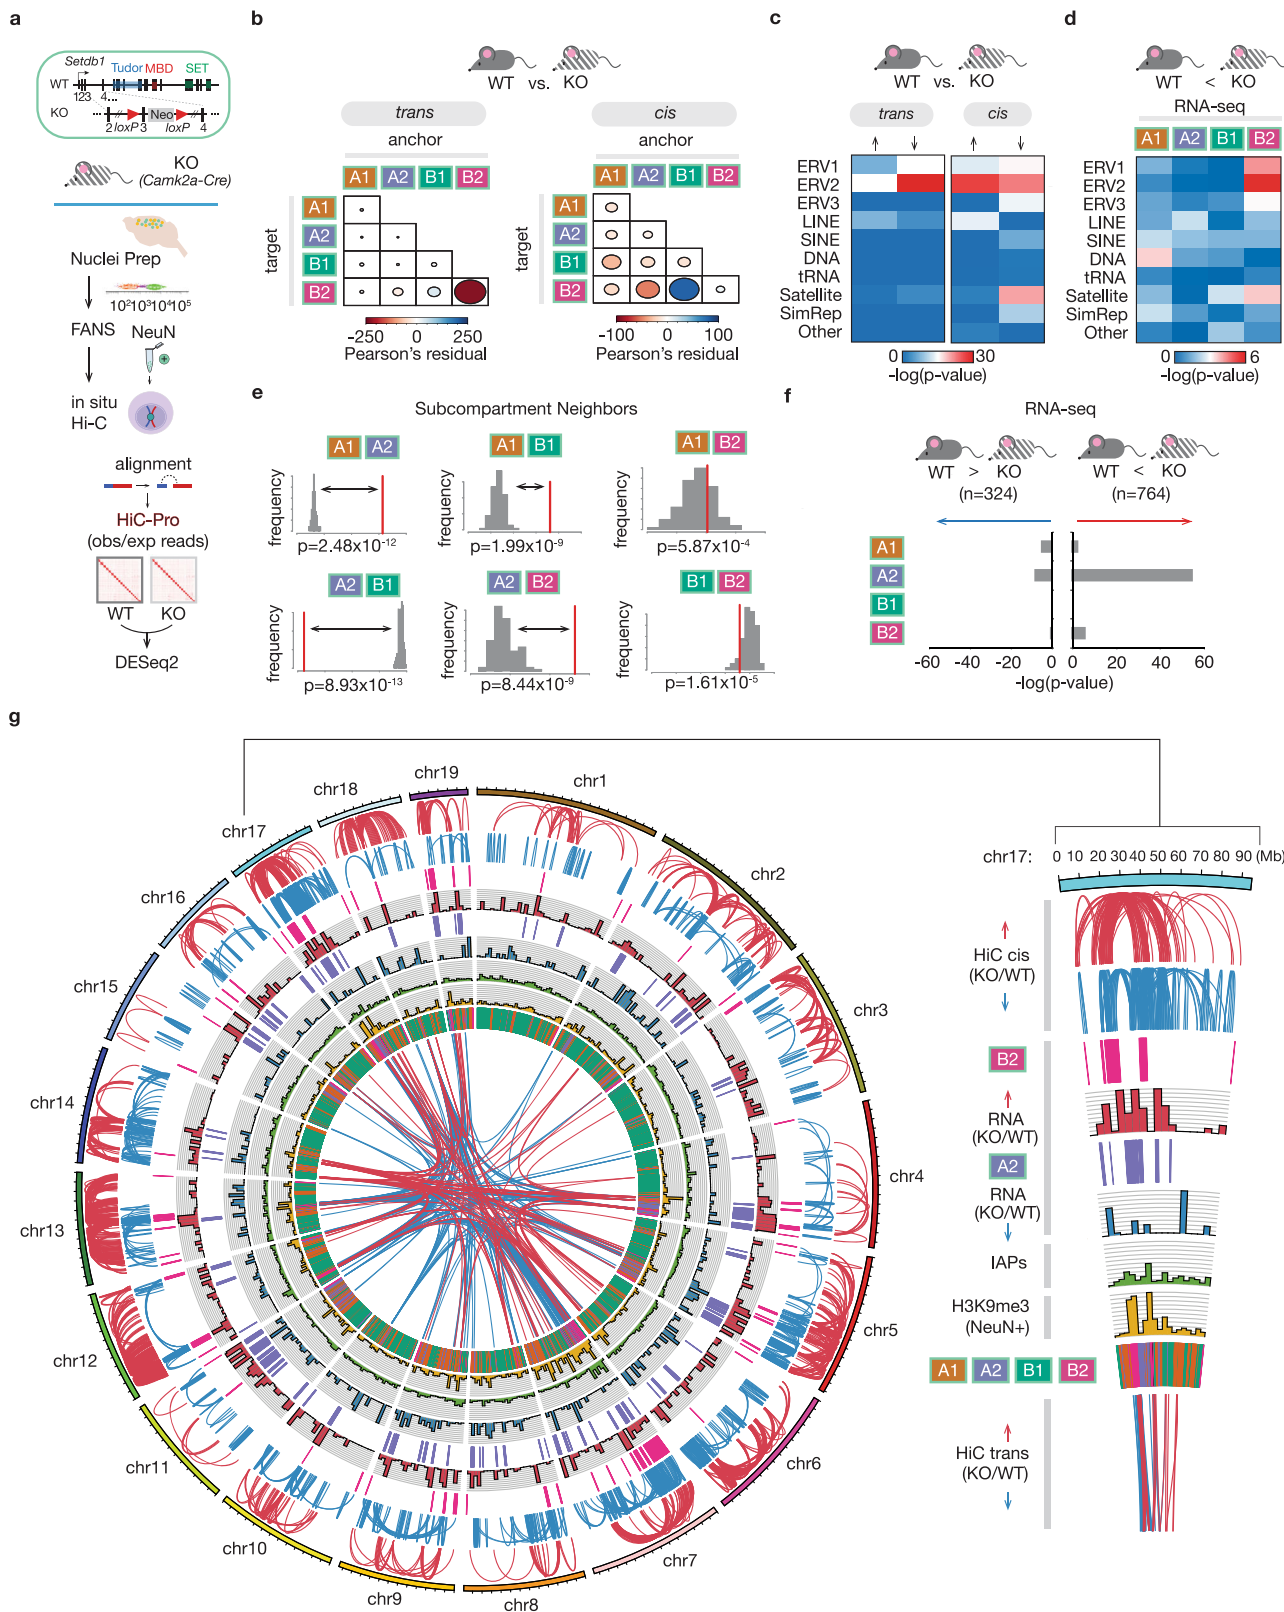 a
Setdb1
Tudor MBD SET
WT
123 4
KO
Neo
2 loxP 3 loxP 4
KO
(Camk2a-Cre)
Nuclei Prep
10² 10³ 10⁴ 10⁵
FANS NeuN
+
in situ
Hi-C
alignment
HiC-Pro
(obs/exp reads)
WT KO
DESeq2
b
WT vs. KO
trans
anchor
A1 A2 B1 B2
target
A1
A2
B1
B2
-250 0 250
Pearson's residual
cis
anchor
A1 A2 B1 B2
target
A1
A2
B1
B2
-100 0 100
Pearson's residual
c
WT vs. KO
trans cis
↑ ↓ ↑ ↓
ERV1
ERV2
ERV3
LINE
SINE
DNA
tRNA
Satellite
SimRep
Other
0 30
-log(p-value)
d
WT < KO
RNA-seq
A1 A2 B1 B2
ERV1
ERV2
ERV3
LINE
SINE
DNA
tRNA
Satellite
SimRep
Other
0 6
-log(p-value)
e
Subcompartment Neighbors
A1 A2
frequency
p=2.48x10⁻¹²
A1 B1
frequency
p=1.99x10⁻⁹
A1 B2
frequency
p=5.87x10⁻⁴
A2 B1
frequency
p=8.93x10⁻¹³
A2 B2
frequency
p=8.44x10⁻⁹
B1 B2
frequency
p=1.61x10⁻⁵
f
RNA-seq
WT > KO
(n=324)
WT < KO
(n=764)
A1
A2
B1
B2
-60 -40 -20 0 0 20 40 60
-log(p-value)
g
chr1
chr2
chr3
chr4
chr5
chr6
chr7
chr8
chr9
chr10
chr11
chr12
chr13
chr14
chr15
chr16
chr17
chr18
chr19
chr17:
0 10 20 30 40 50 60 70 80 90 (Mb)
HiC cis
(KO/WT)
B2
RNA
(KO/WT)
A2
RNA
(KO/WT)
IAPs
H3K9me3
(NeuN+)
A1 A2 B1 B2
HiC trans
(KO/WT)